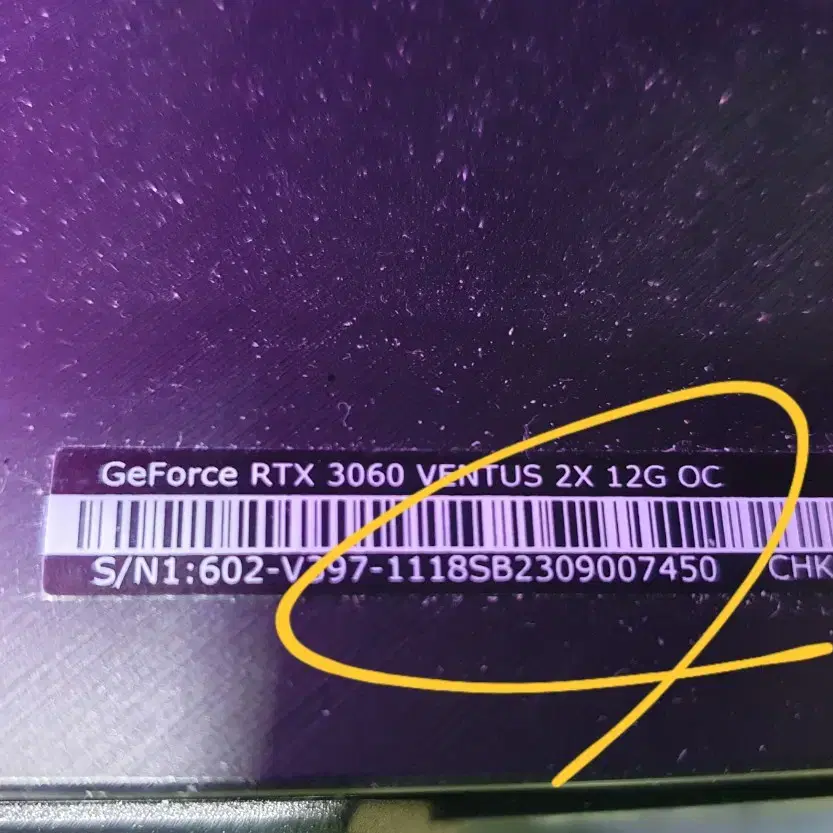 GeForce RTX 3060 VENTUS 2X 12G OC
S/N1:602-V397-1118SB2309007450 CHK